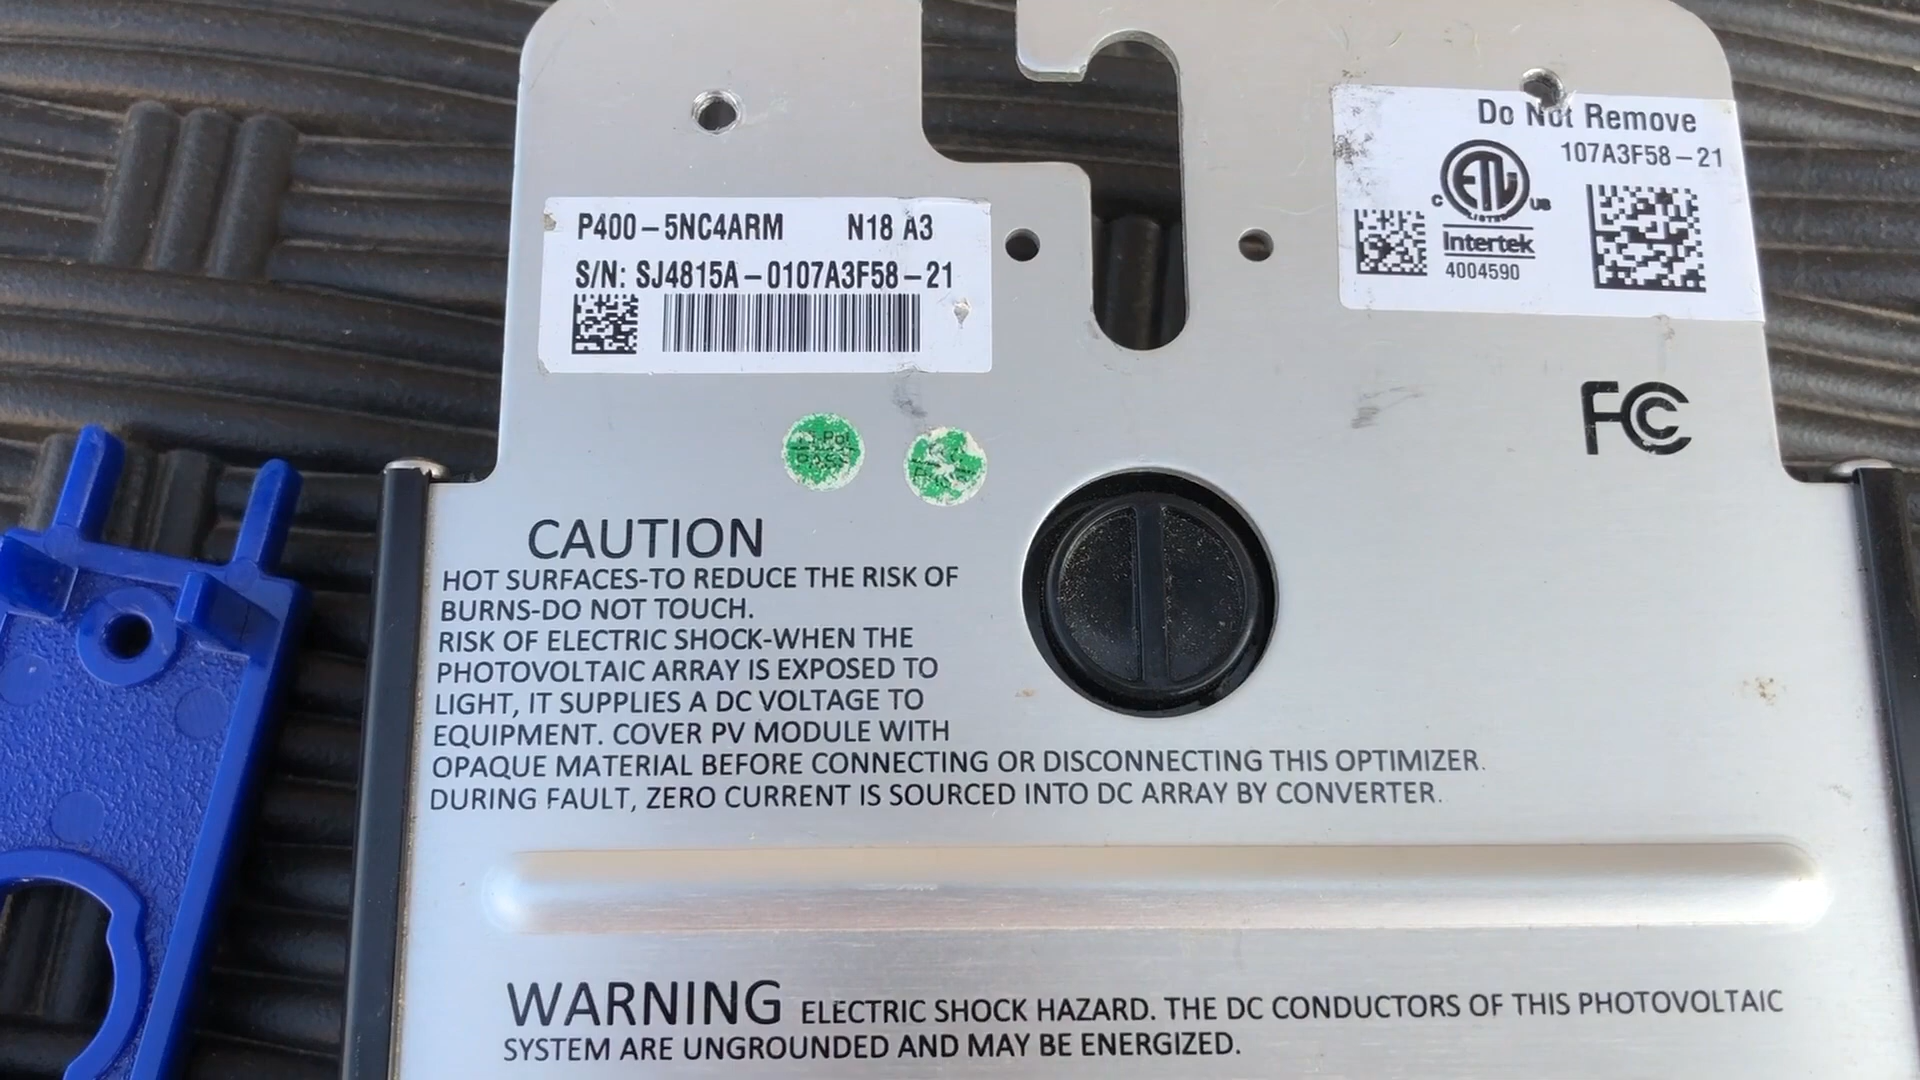 Do Not Remove
107A3F58-21
C ETL US
LISTED
Intertek
4004590
P400-5NC4ARM N18 A3
S/N: SJ4815A-0107A3F58-21
FC
CAUTION
HOT SURFACES-TO REDUCE THE RISK OF
BURNS-DO NOT TOUCH.
RISK OF ELECTRIC SHOCK-WHEN THE
PHOTOVOLTAIC ARRAY IS EXPOSED TO
LIGHT, IT SUPPLIES A DC VOLTAGE TO
EQUIPMENT. COVER PV MODULE WITH
OPAQUE MATERIAL BEFORE CONNECTING OR DISCONNECTING THIS OPTIMIZER.
DURING FAULT, ZERO CURRENT IS SOURCED INTO DC ARRAY BY CONVERTER.
WARNING ELECTRIC SHOCK HAZARD. THE DC CONDUCTORS OF THIS PHOTOVOLTAIC
SYSTEM ARE UNGROUNDED AND MAY BE ENERGIZED.